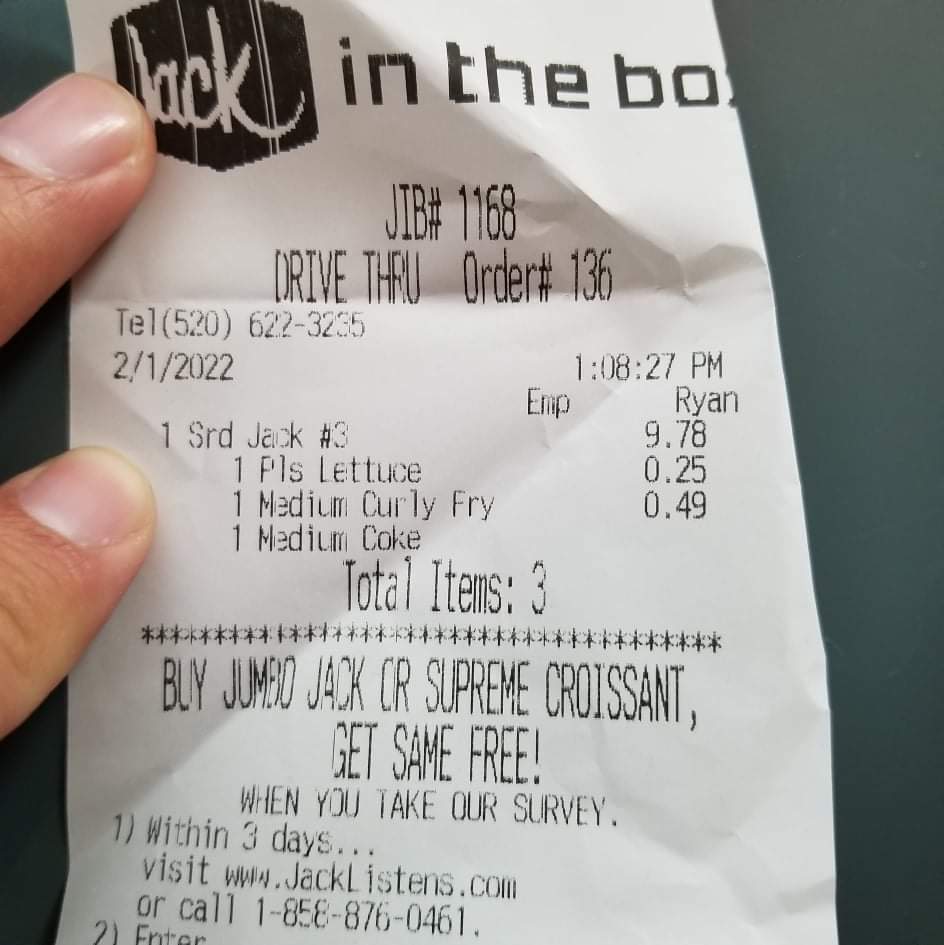 Jack in the bo
JIB# 1168
DRIVE THRU Order# 136
Tel(520) 622-3235
2/1/2022 1:08:27 PM
Emp Ryan
1 Srd Jack #3 9.78
1 Pls Lettuce 0.25
1 Medium Curly Fry 0.49
1 Medium Coke
Total Items: 3
*****************************************
BUY JUMBO JACK OR SUPREME CROISSANT,
GET SAME FREE!
WHEN YOU TAKE OUR SURVEY.
1) Within 3 days...
visit www.JackListens.com
or call 1-858-876-0461.
2) Enter